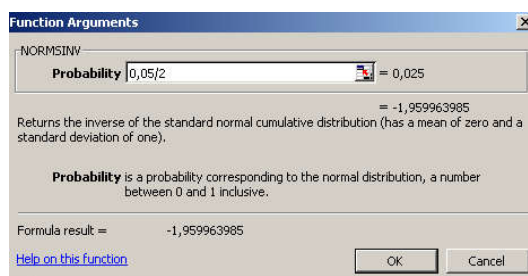 Function Arguments
NORMSINV
Probability 0,05/2 = 0,025
= -1,959963985
Returns the inverse of the standard normal cumulative distribution (has a mean of zero and a
standard deviation of one).
Probability is a probability corresponding to the normal distribution, a number
between 0 and 1 inclusive.
Formula result = -1,959963985
Help on this function OK Cancel